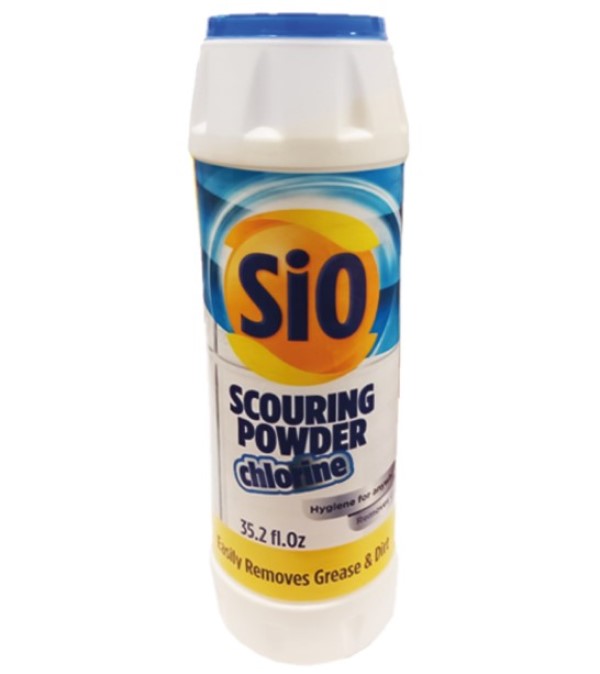 SiO
SCOURING
POWDER
chlorine
Hygiene for
35.2 fl.Oz
Easily Removes Grease & Dirt